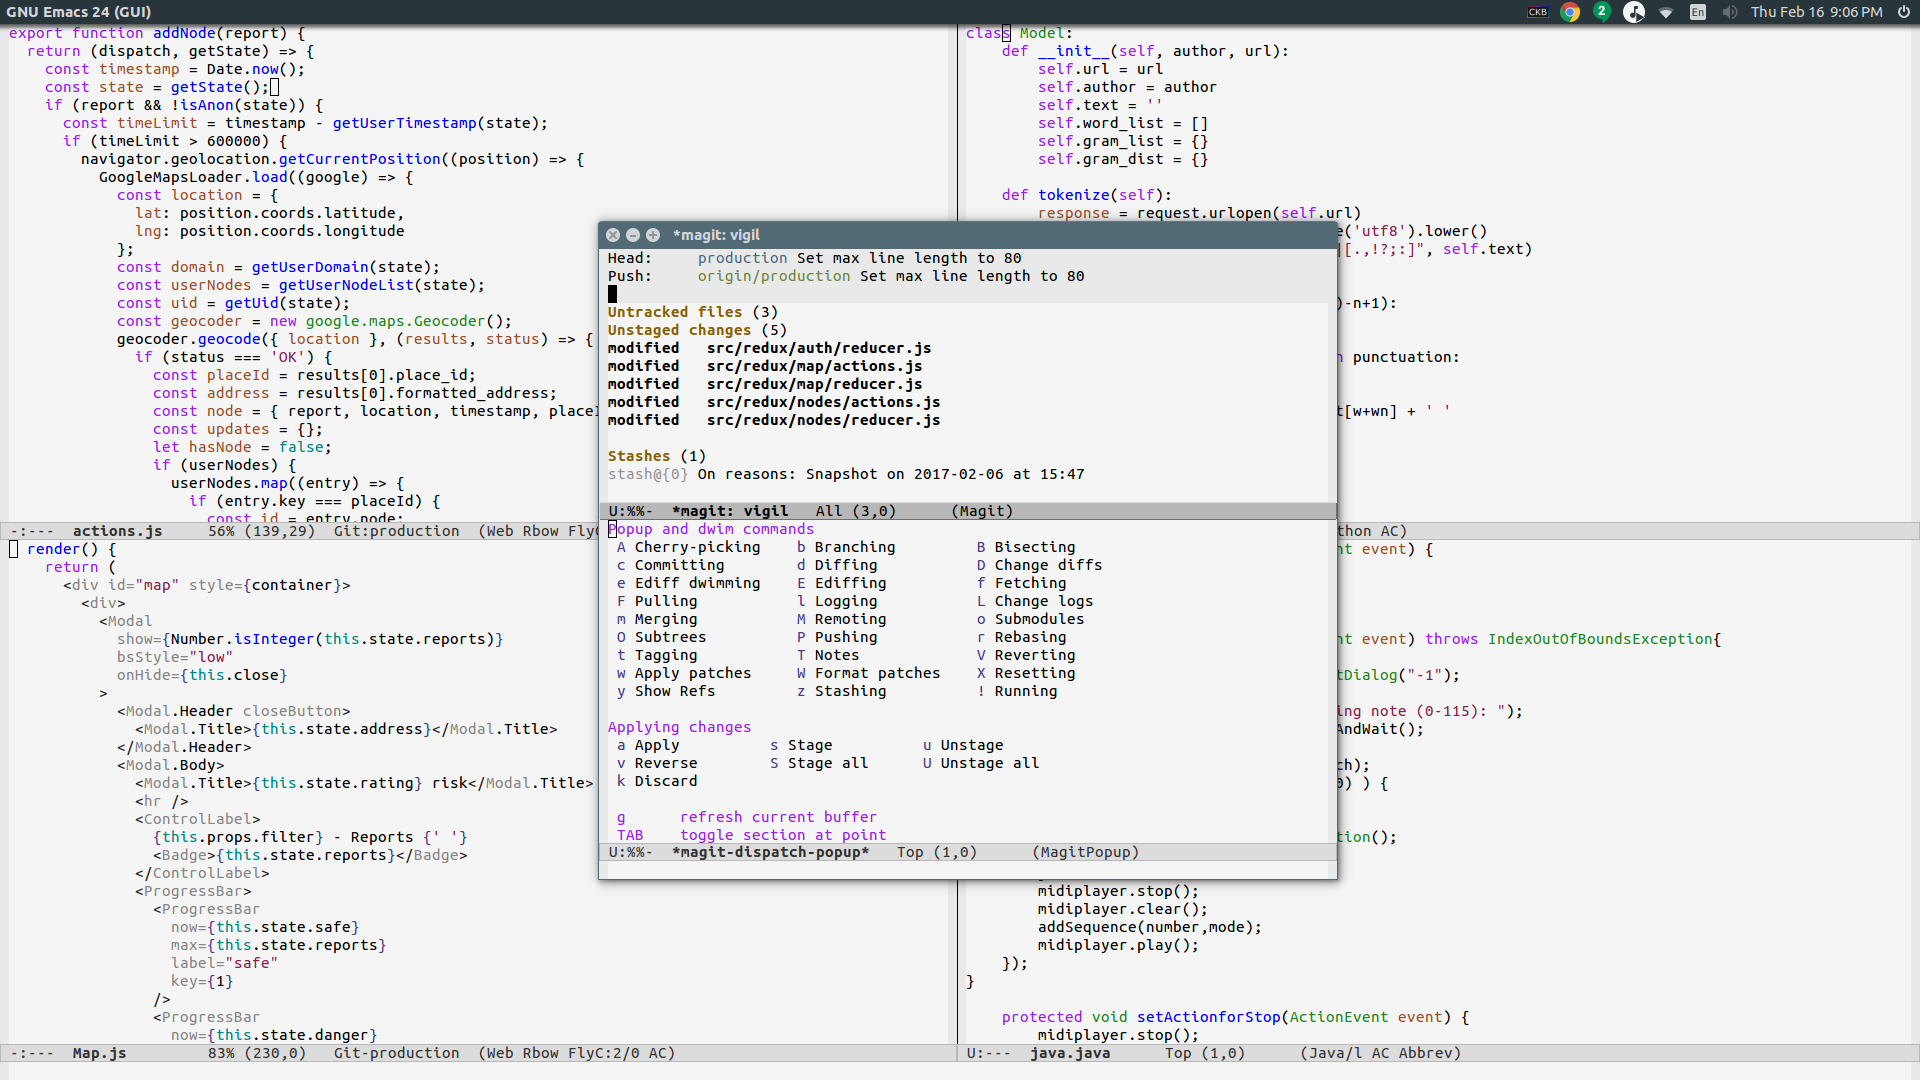 GNU Emacs 24 (GUI)
CKB
2
En
Thu Feb 16 9:06 PM
export function addNode(report) {
  return (dispatch, getState) => {
    const timestamp = Date.now();
    const state = getState();
    if (report && !isAnon(state)) {
      const timeLimit = timestamp - getUserTimestamp(state);
      if (timeLimit > 600000) {
        navigator.geolocation.getCurrentPosition((position) => {
          GoogleMapsLoader.load((google) => {
            const location = {
              lat: position.coords.latitude,
              lng: position.coords.longitude
            };
            const domain = getUserDomain(state);
            const userNodes = getUserNodeList(state);
            const uid = getUid(state);
            const geocoder = new google.maps.Geocoder();
            geocoder.geocode({ location }, (results, status) => {
              if (status === 'OK') {
                const placeId = results[0].place_id;
                const address = results[0].formatted_address;
                const node = { report, location, timestamp, placeI
                const updates = {};
                let hasNode = false;
                if (userNodes) {
                  userNodes.map((entry) => {
                    if (entry.key === placeId) {
                      const id = entry.node;
-:---  actions.js     56% (139,29)  Git:production  (Web Rbow FlyC
  render() {
    return (
      <div id="map" style={container}>
        <div>
          <Modal
            show={Number.isInteger(this.state.reports)}
            bsStyle="low"
            onHide={this.close}
          >
            <Modal.Header closeButton>
              <Modal.Title>{this.state.address}</Modal.Title>
            </Modal.Header>
            <Modal.Body>
              <Modal.Title>{this.state.rating} risk</Modal.Title>
              <hr />
              <ControlLabel>
                {this.props.filter} - Reports {' '}
                <Badge>{this.state.reports}</Badge>
              </ControlLabel>
              <ProgressBar>
                <ProgressBar
                  now={this.state.safe}
                  max={this.state.reports}
                  label="safe"
                  key={1}
                />
                <ProgressBar
                  now={this.state.danger}
-:---  Map.js         83% (230,0)   Git-production  (Web Rbow FlyC:2/0 AC)
class Model:
    def __init__(self, author, url):
        self.url = url
        self.author = author
        self.text = ''
        self.word_list = []
        self.gram_list = {}
        self.gram_dist = {}
    def tokenize(self):
        response = request.urlopen(self.url)
e('utf8').lower()
|[.,!?;:]", self.text)
)-n+1):
n punctuation:
t[w+wn] + ' '
thon AC)
nt event) {
nt event) throws IndexOutOfBoundsException{
tDialog("-1");
ing note (0-115): ");
AndWait();
ch);
0) ) {
tion();
        midiplayer.stop();
        midiplayer.clear();
        addSequence(number,mode);
        midiplayer.play();
    });
}
    protected void setActionforStop(ActionEvent event) {
        midiplayer.stop();
U:---  java.java      Top (1,0)      (Java/l AC Abbrev)
*magit: vigil
Head:     production Set max line length to 80
Push:     origin/production Set max line length to 80
Untracked files (3)
Unstaged changes (5)
modified   src/redux/auth/reducer.js
modified   src/redux/map/actions.js
modified   src/redux/map/reducer.js
modified   src/redux/nodes/actions.js
modified   src/redux/nodes/reducer.js
Stashes (1)
stash@{0} On reasons: Snapshot on 2017-02-06 at 15:47
U:%%-  *magit: vigil   All (3,0)      (Magit)
Popup and dwim commands
 A Cherry-picking    b Branching         B Bisecting
 c Committing        d Diffing           D Change diffs
 e Ediff dwimming    E Ediffing          f Fetching
 F Pulling           l Logging           L Change logs
 m Merging           M Remoting          o Submodules
 O Subtrees          P Pushing           r Rebasing
 t Tagging           T Notes             V Reverting
 w Apply patches     W Format patches    X Resetting
 y Show Refs         z Stashing          ! Running
Applying changes
 a Apply          s Stage          u Unstage
 v Reverse        S Stage all      U Unstage all
 k Discard
 g      refresh current buffer
 TAB    toggle section at point
U:%%-  *magit-dispatch-popup*   Top (1,0)      (MagitPopup)